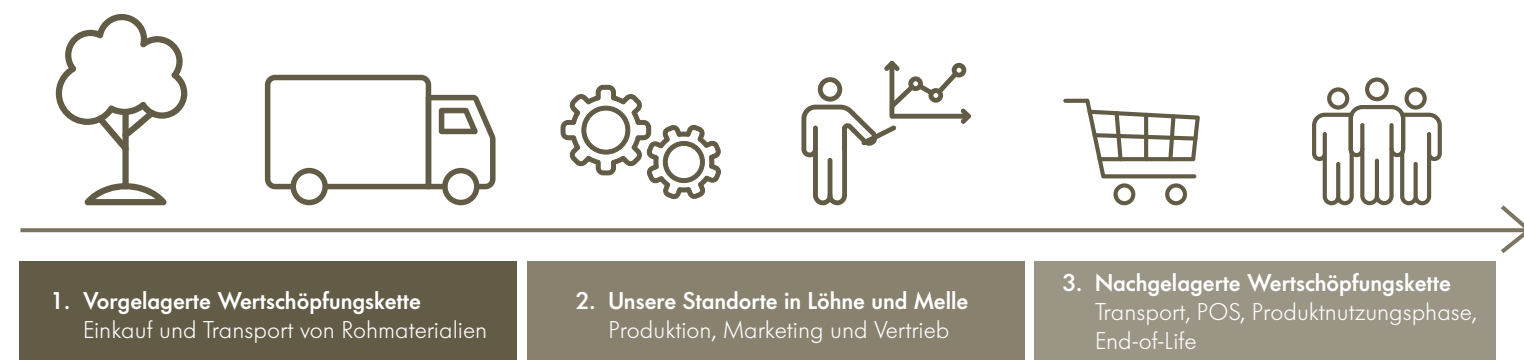 1. Vorgelagerte Wertschöpfungskette
Einkauf und Transport von Rohmaterialien
2. Unsere Standorte in Löhne und Melle
Produktion, Marketing und Vertrieb
3. Nachgelagerte Wertschöpfungskette
Transport, POS, Produktnutzungsphase,
End-of-Life